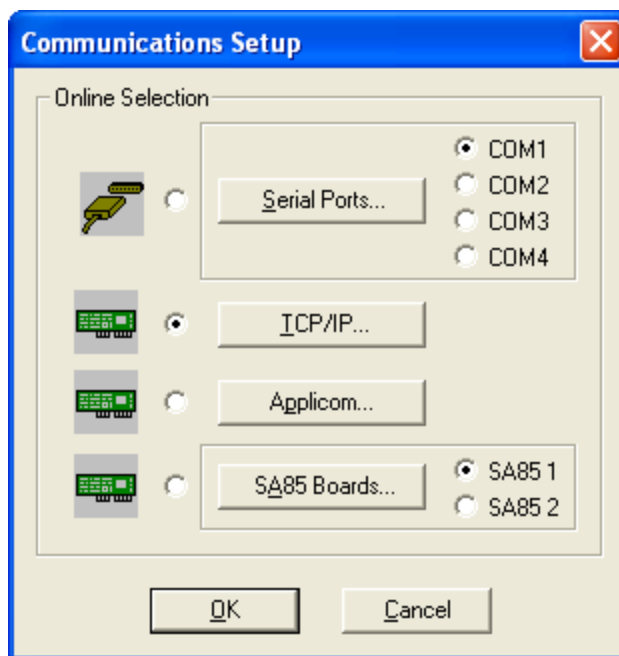 Communications Setup
Online Selection
Serial Ports...
COM1
COM2
COM3
COM4
TCP/IP...
Applicom...
SA85 Boards...
SA85 1
SA85 2
OK
Cancel